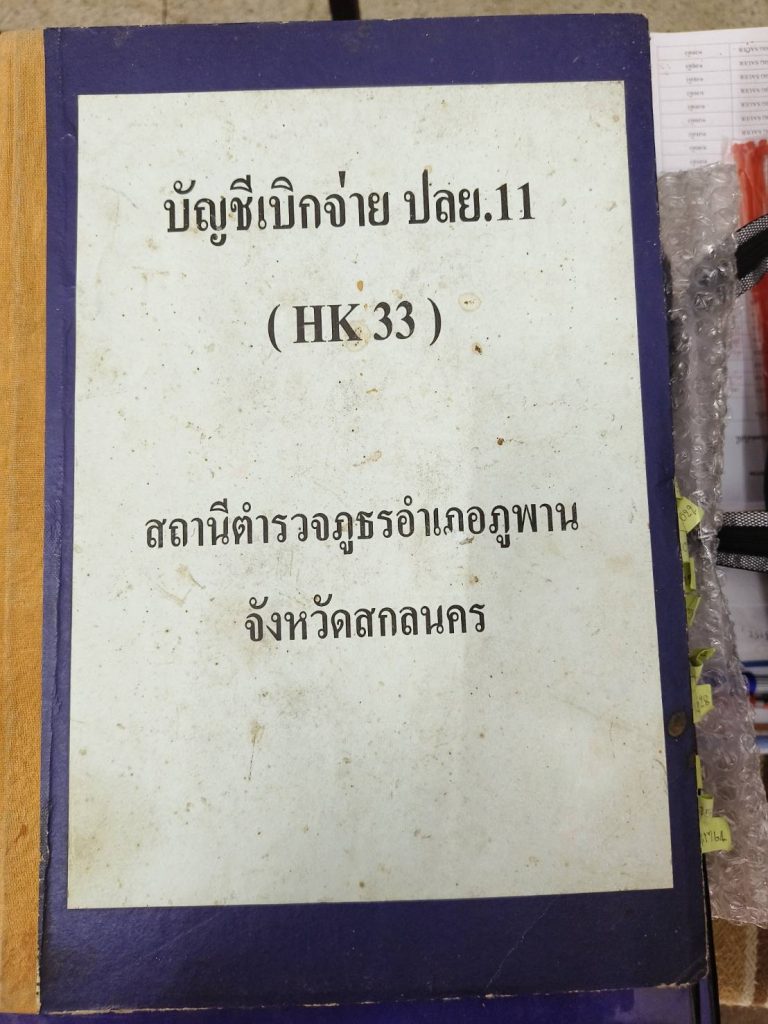 บัญชีเบิกจ่าย ปลย.11
( HK 33 )
สถานีตำรวจภูธรอำเภอภูพาน
จังหวัดสกลนคร